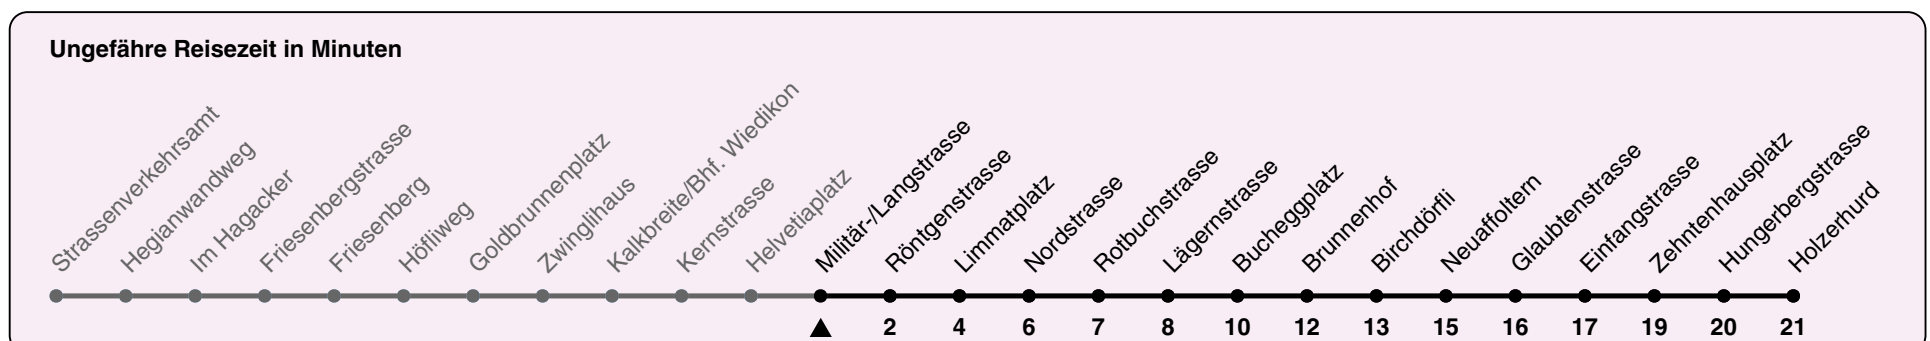 Ungefähre Reisezeit in Minuten
Strassenverkehrsamt
Hegianwandweg
Im Hagacker
Friesenbergstrasse
Friesenberg
Höfliweg
Goldbrunnenplatz
Zwinglihaus
Kalkbreite/Bhf. Wiedikon
Kernstrasse
Helvetiaplatz
Militär-/Langstrasse
Röntgenstrasse
Limmatplatz
Nordstrasse
Rotbuchstrasse
Lägernstrasse
Bucheggplatz
Brunnenhof
Birchdörfli
Neuaffoltern
Glaubtenstrasse
Einfangstrasse
Zehntenhausplatz
Hungerbergstrasse
Holzerhurd
2 4 6 7 8 10 12 13 15 16 17 19 20 21